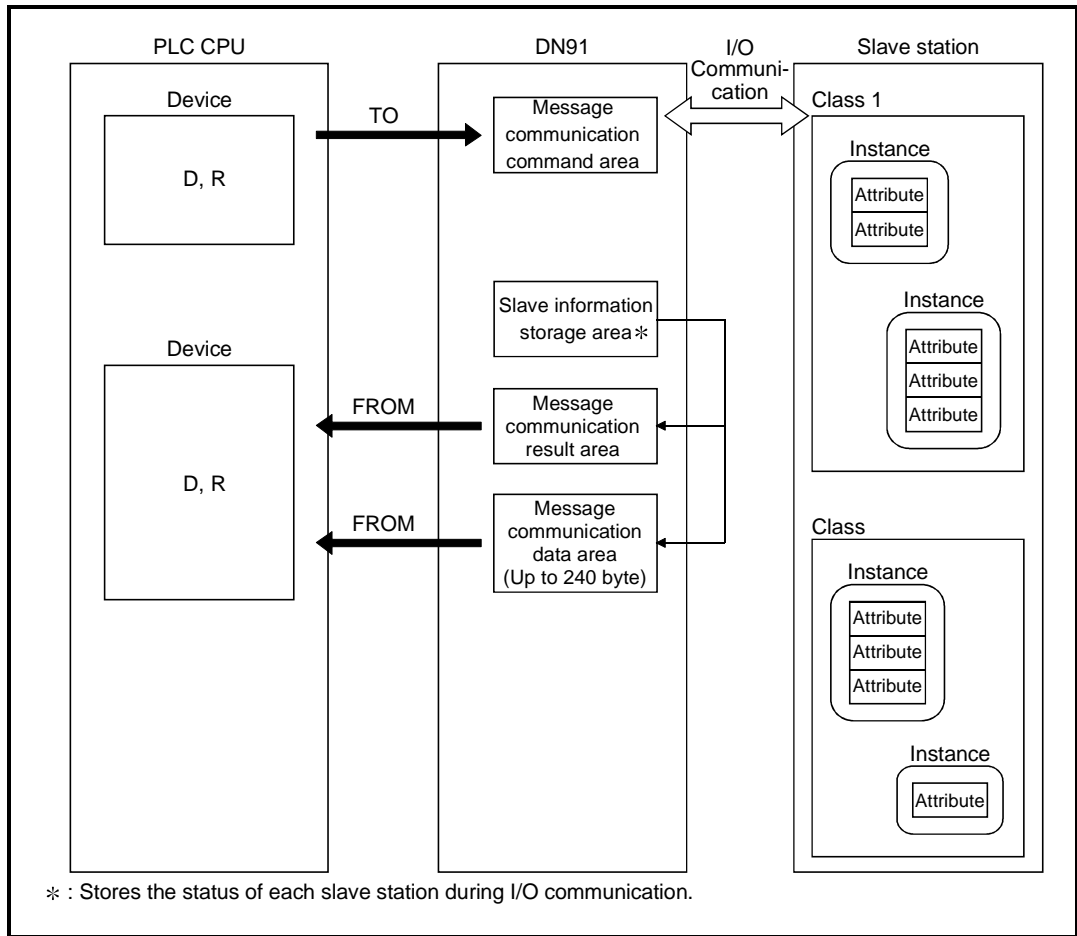 PLC CPU
DN91
I/O
Communi-
cation
Slave station
Device
D, R
TO
Message
communication
command area
Class 1
Instance
Attribute
Attribute
Instance
Attribute
Attribute
Attribute
Slave information
storage area*
Device
D, R
FROM
Message
communication
result area
FROM
Message
communication
data area
(Up to 240 byte)
Class
Instance
Attribute
Attribute
Attribute
Instance
Attribute
* : Stores the status of each slave station during I/O communication.